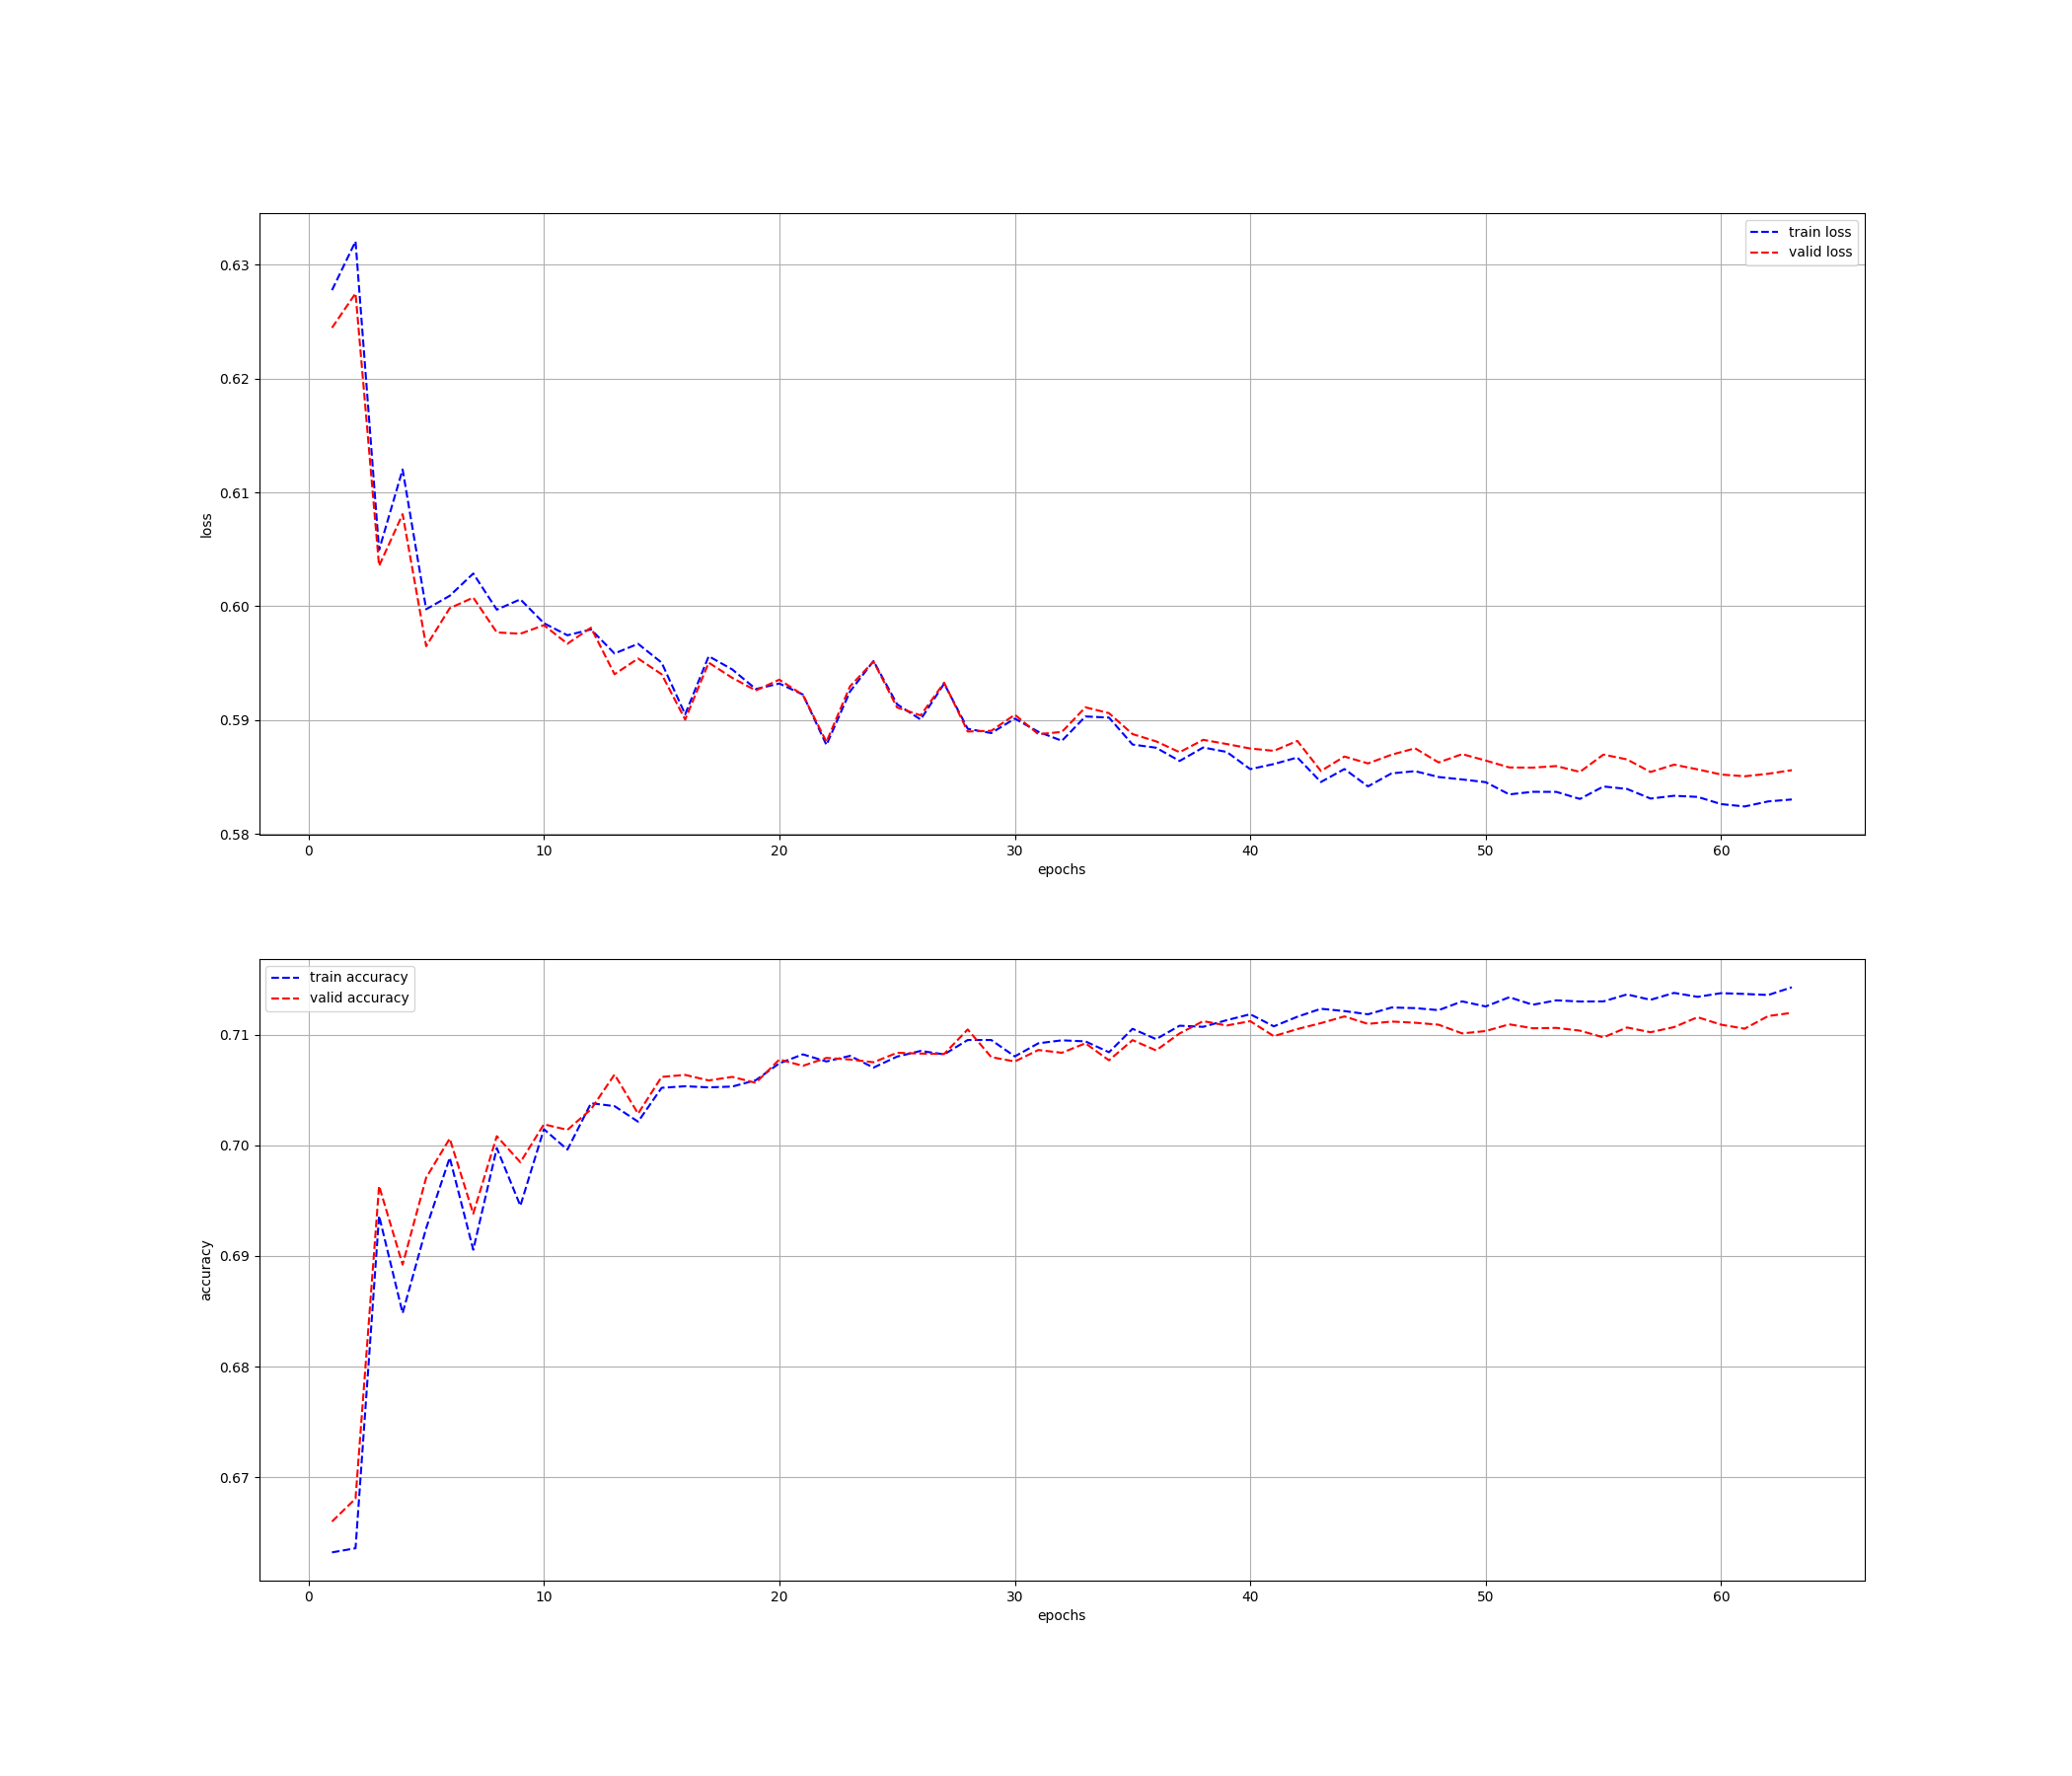 train loss
valid loss
0.63
0.62
0.61
0.60
0.59
0.58
loss
0 10 20 30 40 50 60
epochs
train accuracy
valid accuracy
0.71
0.70
0.69
0.68
0.67
accuracy
0 10 20 30 40 50 60
epochs